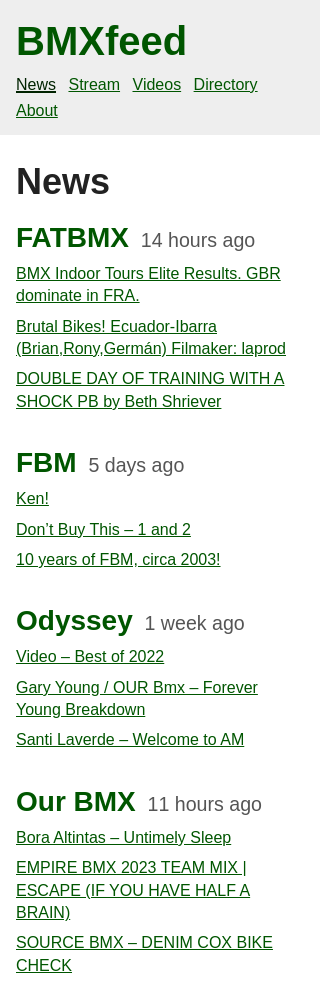 BMXfeed
News Stream Videos Directory
About
News
FATBMX 14 hours ago
BMX Indoor Tours Elite Results. GBR
dominate in FRA.
Brutal Bikes! Ecuador-Ibarra
(Brian,Rony,Germán) Filmaker: laprod
DOUBLE DAY OF TRAINING WITH A
SHOCK PB by Beth Shriever
FBM 5 days ago
Ken!
Don’t Buy This – 1 and 2
10 years of FBM, circa 2003!
Odyssey 1 week ago
Video – Best of 2022
Gary Young / OUR Bmx – Forever
Young Breakdown
Santi Laverde – Welcome to AM
Our BMX 11 hours ago
Bora Altintas – Untimely Sleep
EMPIRE BMX 2023 TEAM MIX |
ESCAPE (IF YOU HAVE HALF A
BRAIN)
SOURCE BMX – DENIM COX BIKE
CHECK